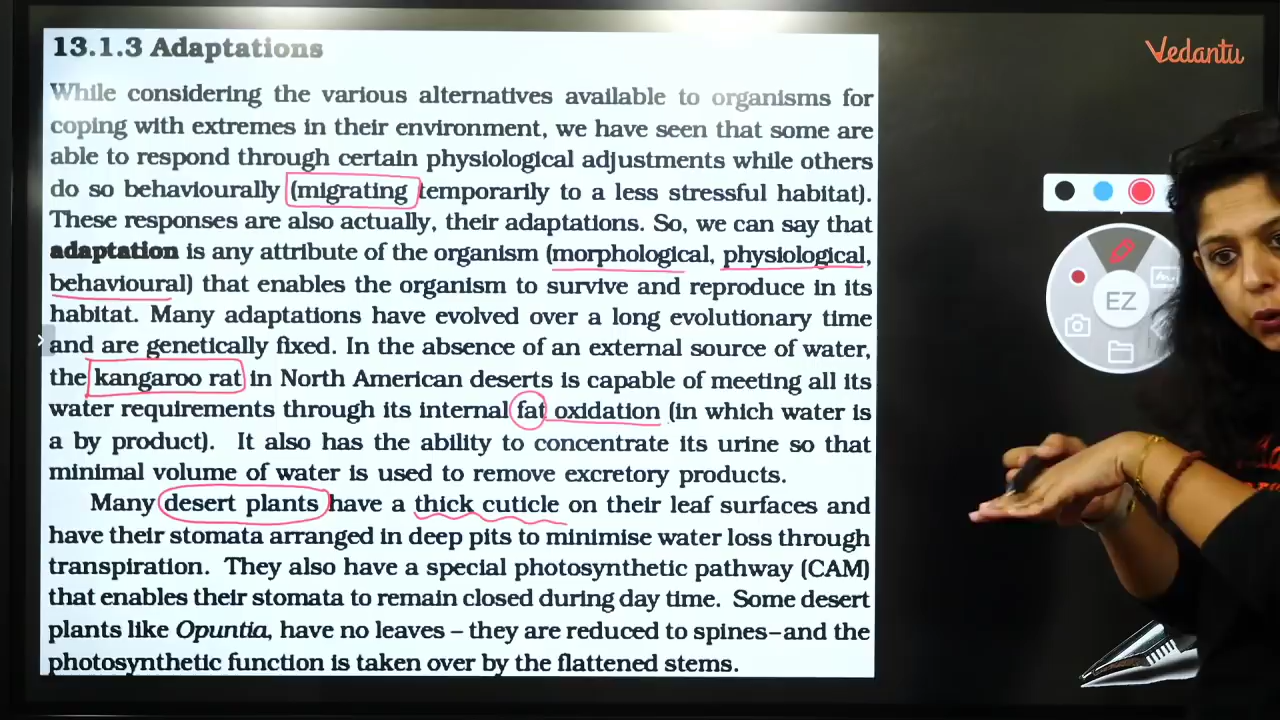 13.1.3 Adaptations
Vedantu
While considering the various alternatives available to organisms for
coping with extremes in their environment, we have seen that some are
able to respond through certain physiological adjustments while others
do so behaviourally (migrating temporarily to a less stressful habitat).
These responses are also actually, their adaptations. So, we can say that
adaptation is any attribute of the organism (morphological, physiological,
behavioural) that enables the organism to survive and reproduce in its
habitat. Many adaptations have evolved over a long evolutionary time
and are genetically fixed. In the absence of an external source of water,
the kangaroo rat in North American deserts is capable of meeting all its
water requirements through its internal fat oxidation (in which water is
a by product). It also has the ability to concentrate its urine so that
minimal volume of water is used to remove excretory products.
Many desert plants have a thick cuticle on their leaf surfaces and
have their stomata arranged in deep pits to minimise water loss through
transpiration. They also have a special photosynthetic pathway (CAM)
that enables their stomata to remain closed during day time. Some desert
plants like Opuntia, have no leaves – they are reduced to spines–and the
photosynthetic function is taken over by the flattened stems.
EZ